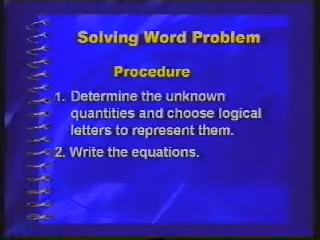 Solving Word Problem
Procedure
1. Determine the unknown
quantities and choose logical
letters to represent them.
2. Write the equations.